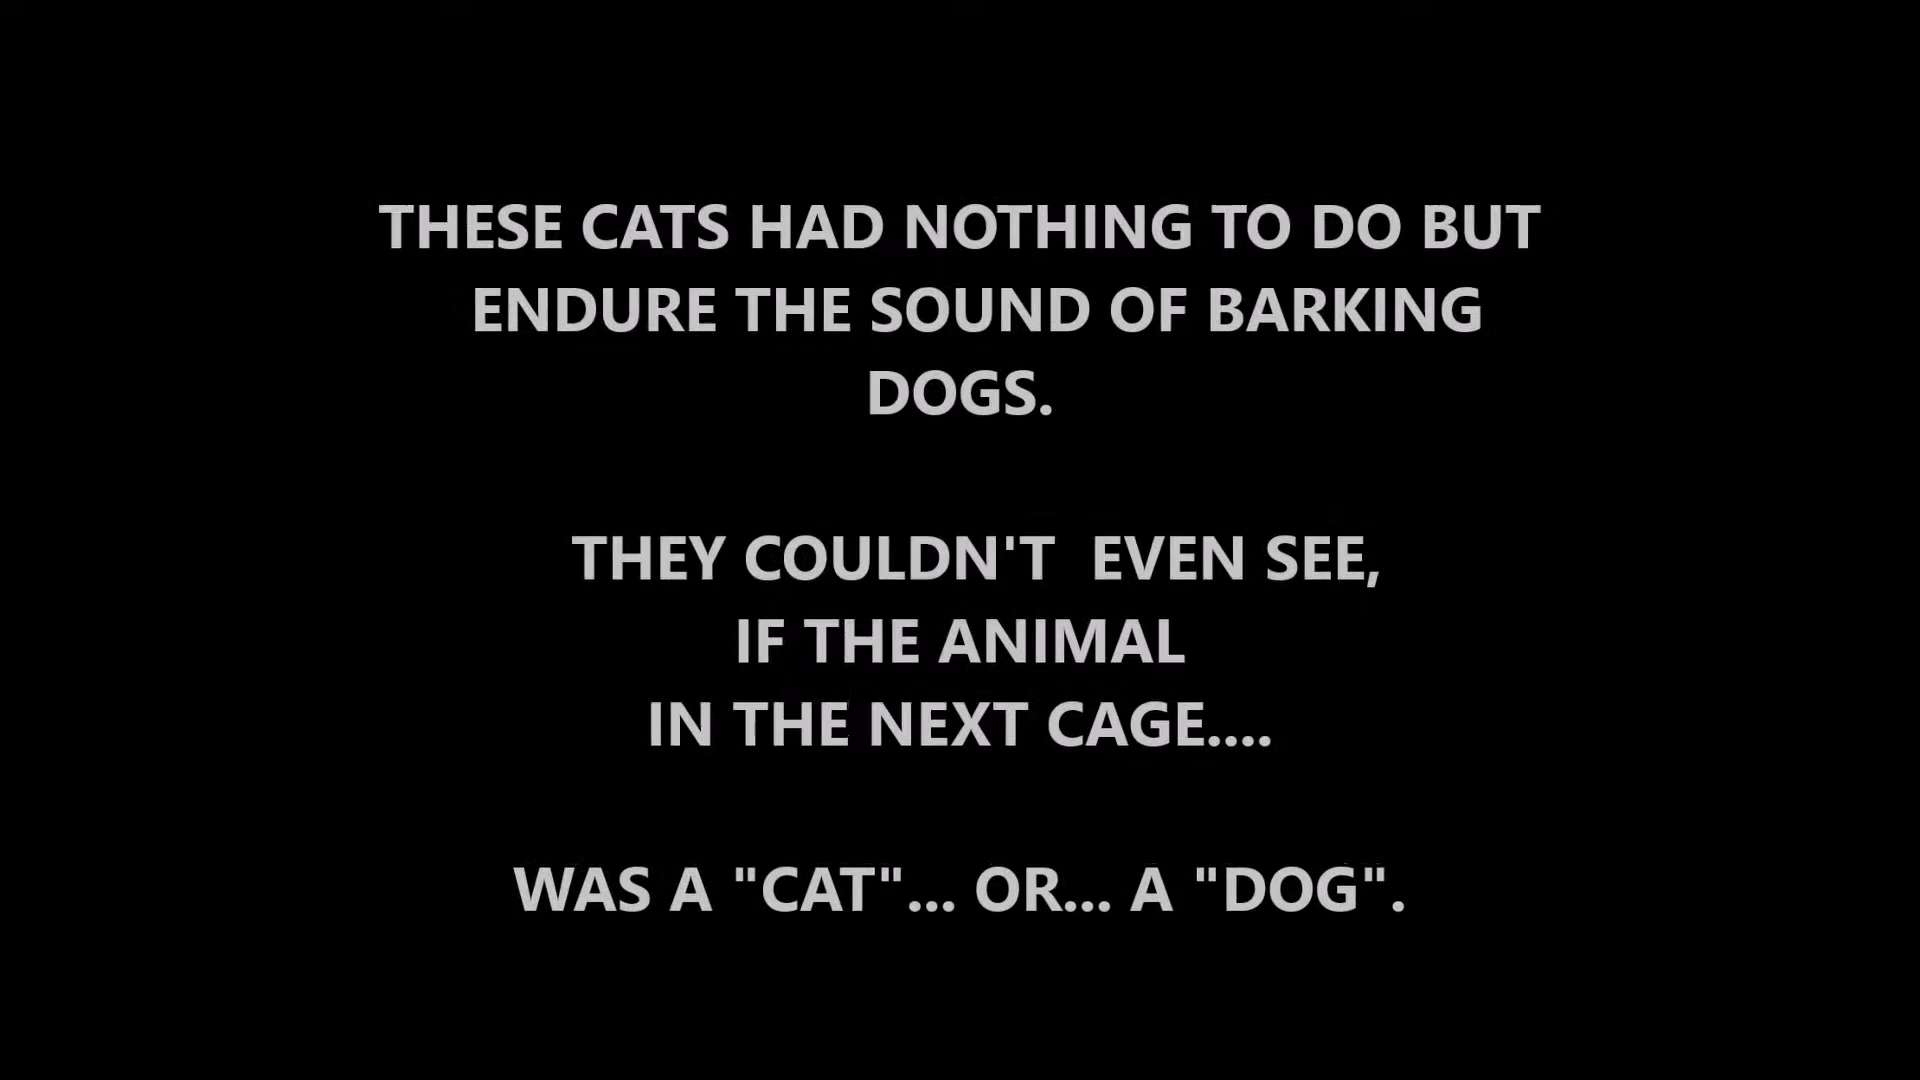 THESE CATS HAD NOTHING TO DO BUT
ENDURE THE SOUND OF BARKING
DOGS.
THEY COULDN'T  EVEN SEE,
IF THE ANIMAL
IN THE NEXT CAGE....
WAS A "CAT"... OR... A "DOG".